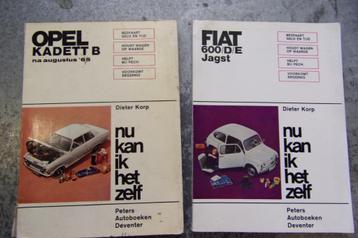 OPEL
KADETT B
na augustus '65
BESPAART
GELD EN TIJD
HOUDT WAGEN
OP WAARDE
HELPT
BIJ PECH
VOORKOMT
ERGERNIS
Dieter Korp
nu
kan
ik
het
zelf
Peters
Autoboeken
Deventer
FIAT
600/D/E
Jagst
BESPAART
GELD EN TIJD
HOUDT WAGEN
OP WAARDE
HELPT
BIJ PECH
VOORKOMT
ERGERNIS
Dieter Korp
nu
kan
ik
het
zelf
Peters
Autoboeken
Deventer